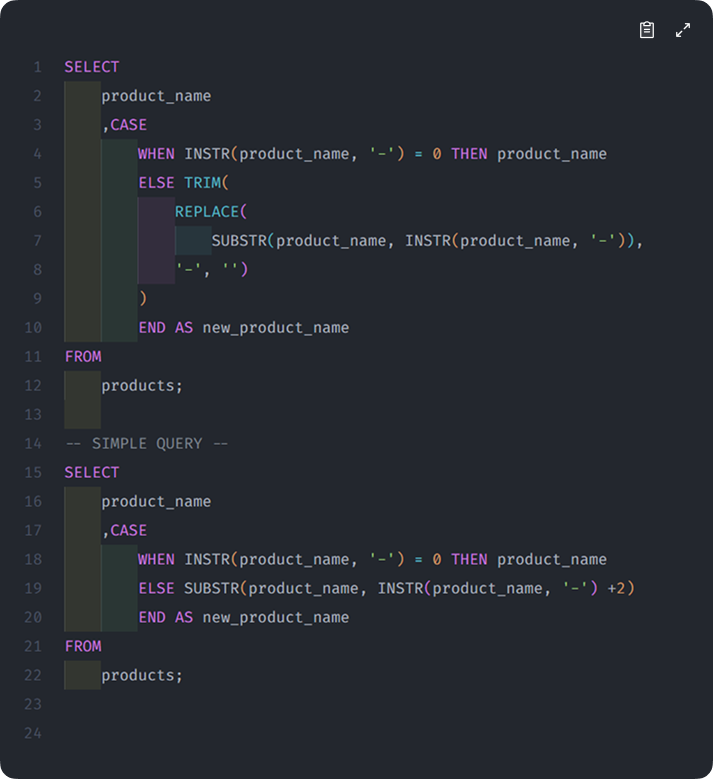 1 SELECT
2 product_name
3 ,CASE
4 WHEN INSTR(product_name, '-') = 0 THEN product_name
5 ELSE TRIM(
6 REPLACE(
7 SUBSTR(product_name, INSTR(product_name, '-')),
8 '-', '')
9 )
10 END AS new_product_name
11 FROM
12 products;
13
14 -- SIMPLE QUERY --
15 SELECT
16 product_name
17 ,CASE
18 WHEN INSTR(product_name, '-') = 0 THEN product_name
19 ELSE SUBSTR(product_name, INSTR(product_name, '-') +2)
20 END AS new_product_name
21 FROM
22 products;
23
24